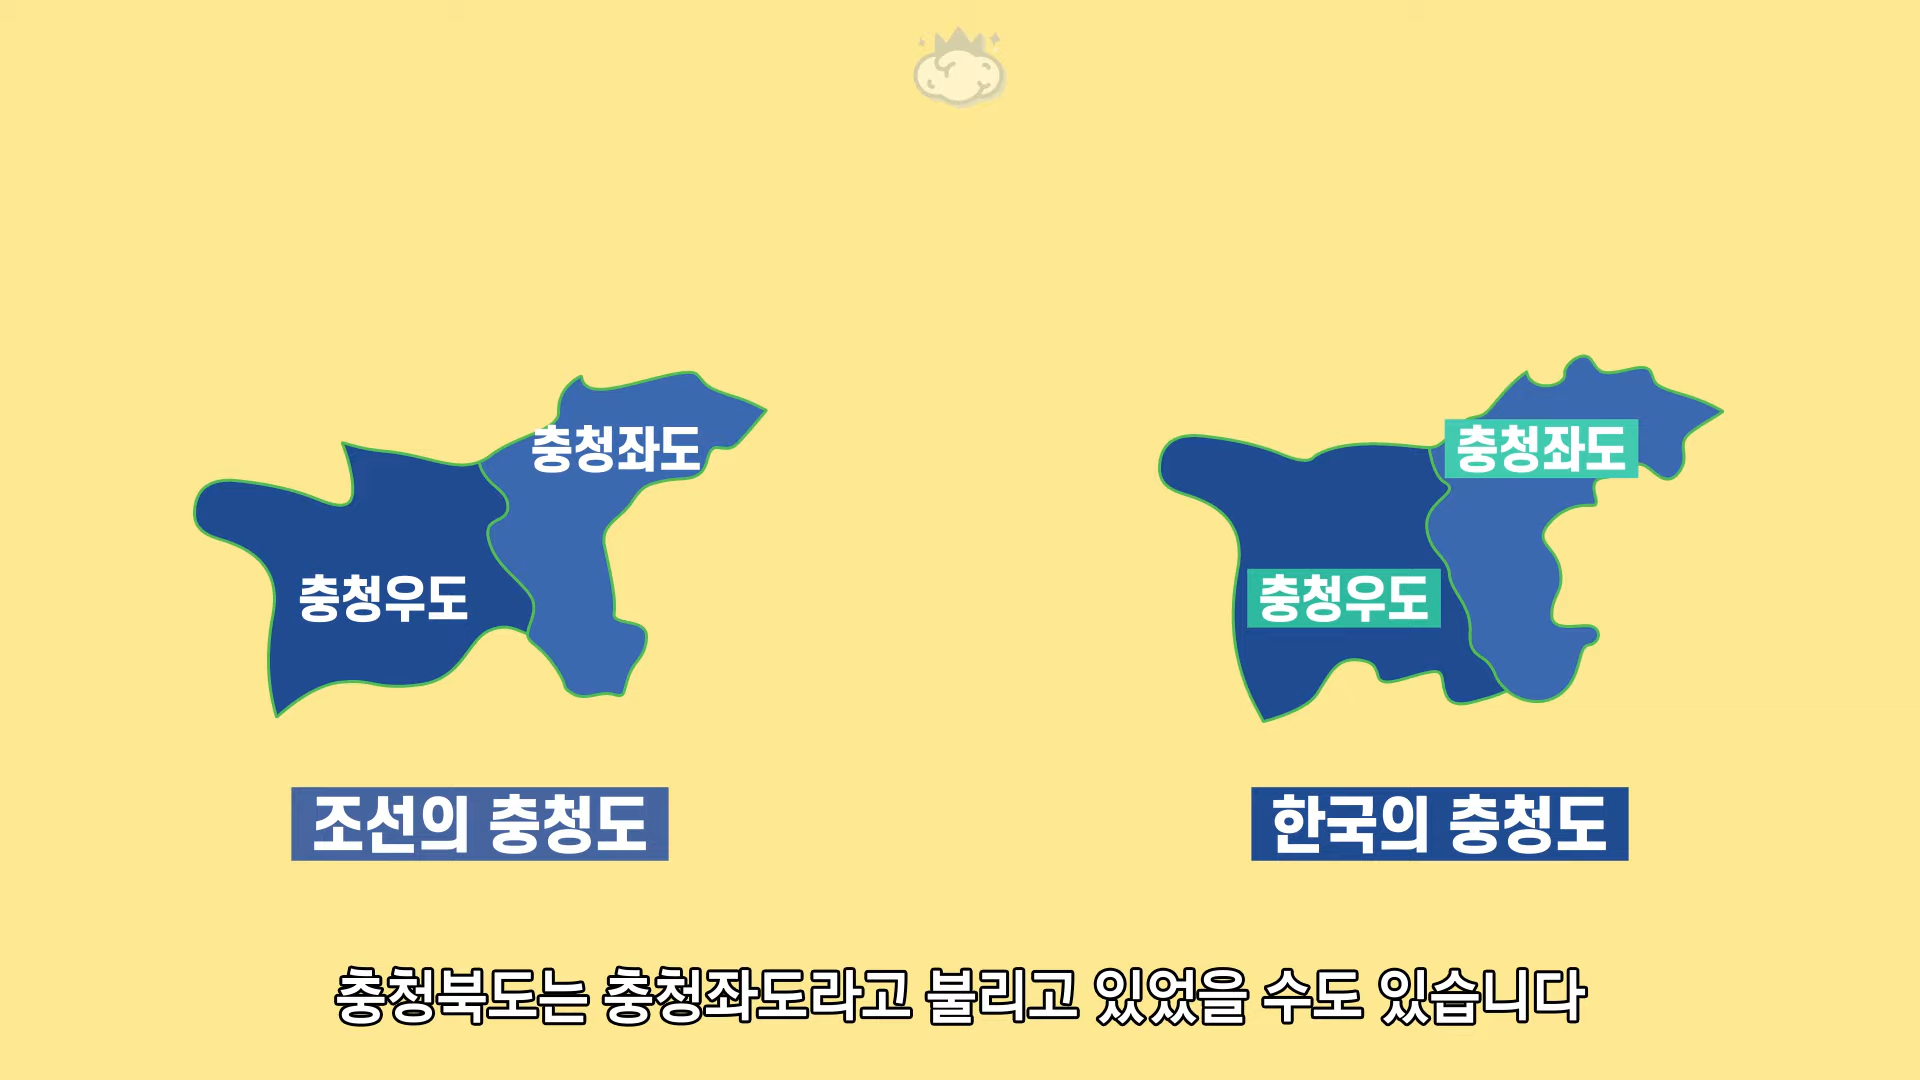 충청좌도
충청우도
조선의 충청도
충청좌도
충청우도
한국의 충청도
충청북도는 충청좌도라고 불리고 있었을 수도 있습니다